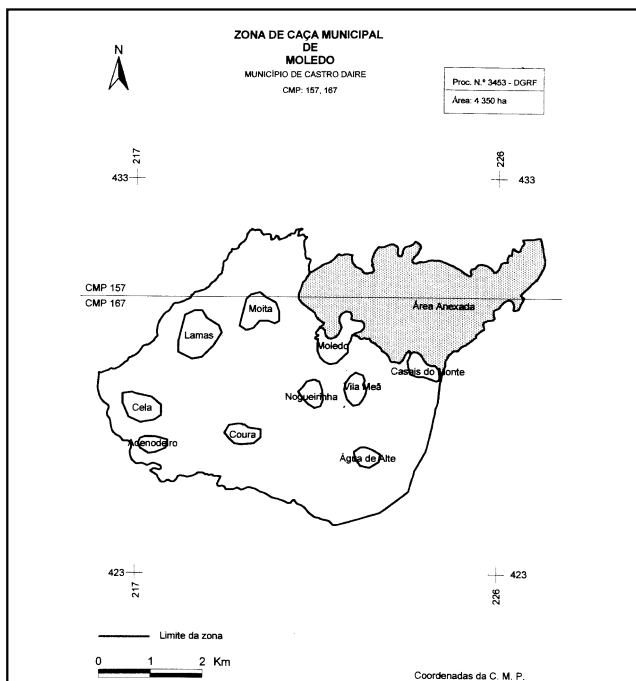 ZONA DE CAÇA MUNICIPAL
DE
MOLEDO
MUNICÍPIO DE CASTRO DAIRE
CMP: 157, 167
N
Proc. N.º 3453 - DGRF
Área: 4 350 ha
217
226
433
433
CMP 157
CMP 167
Área Anexada
Moita
Lamas
Moledo
Casais do Monte
Vila Meã
Nogueirinha
Cela
Coura
Adenodeiro
Água de Alte
423
423
217
226
Limite da zona
0 1 2 Km
Coordenadas da C. M. P.